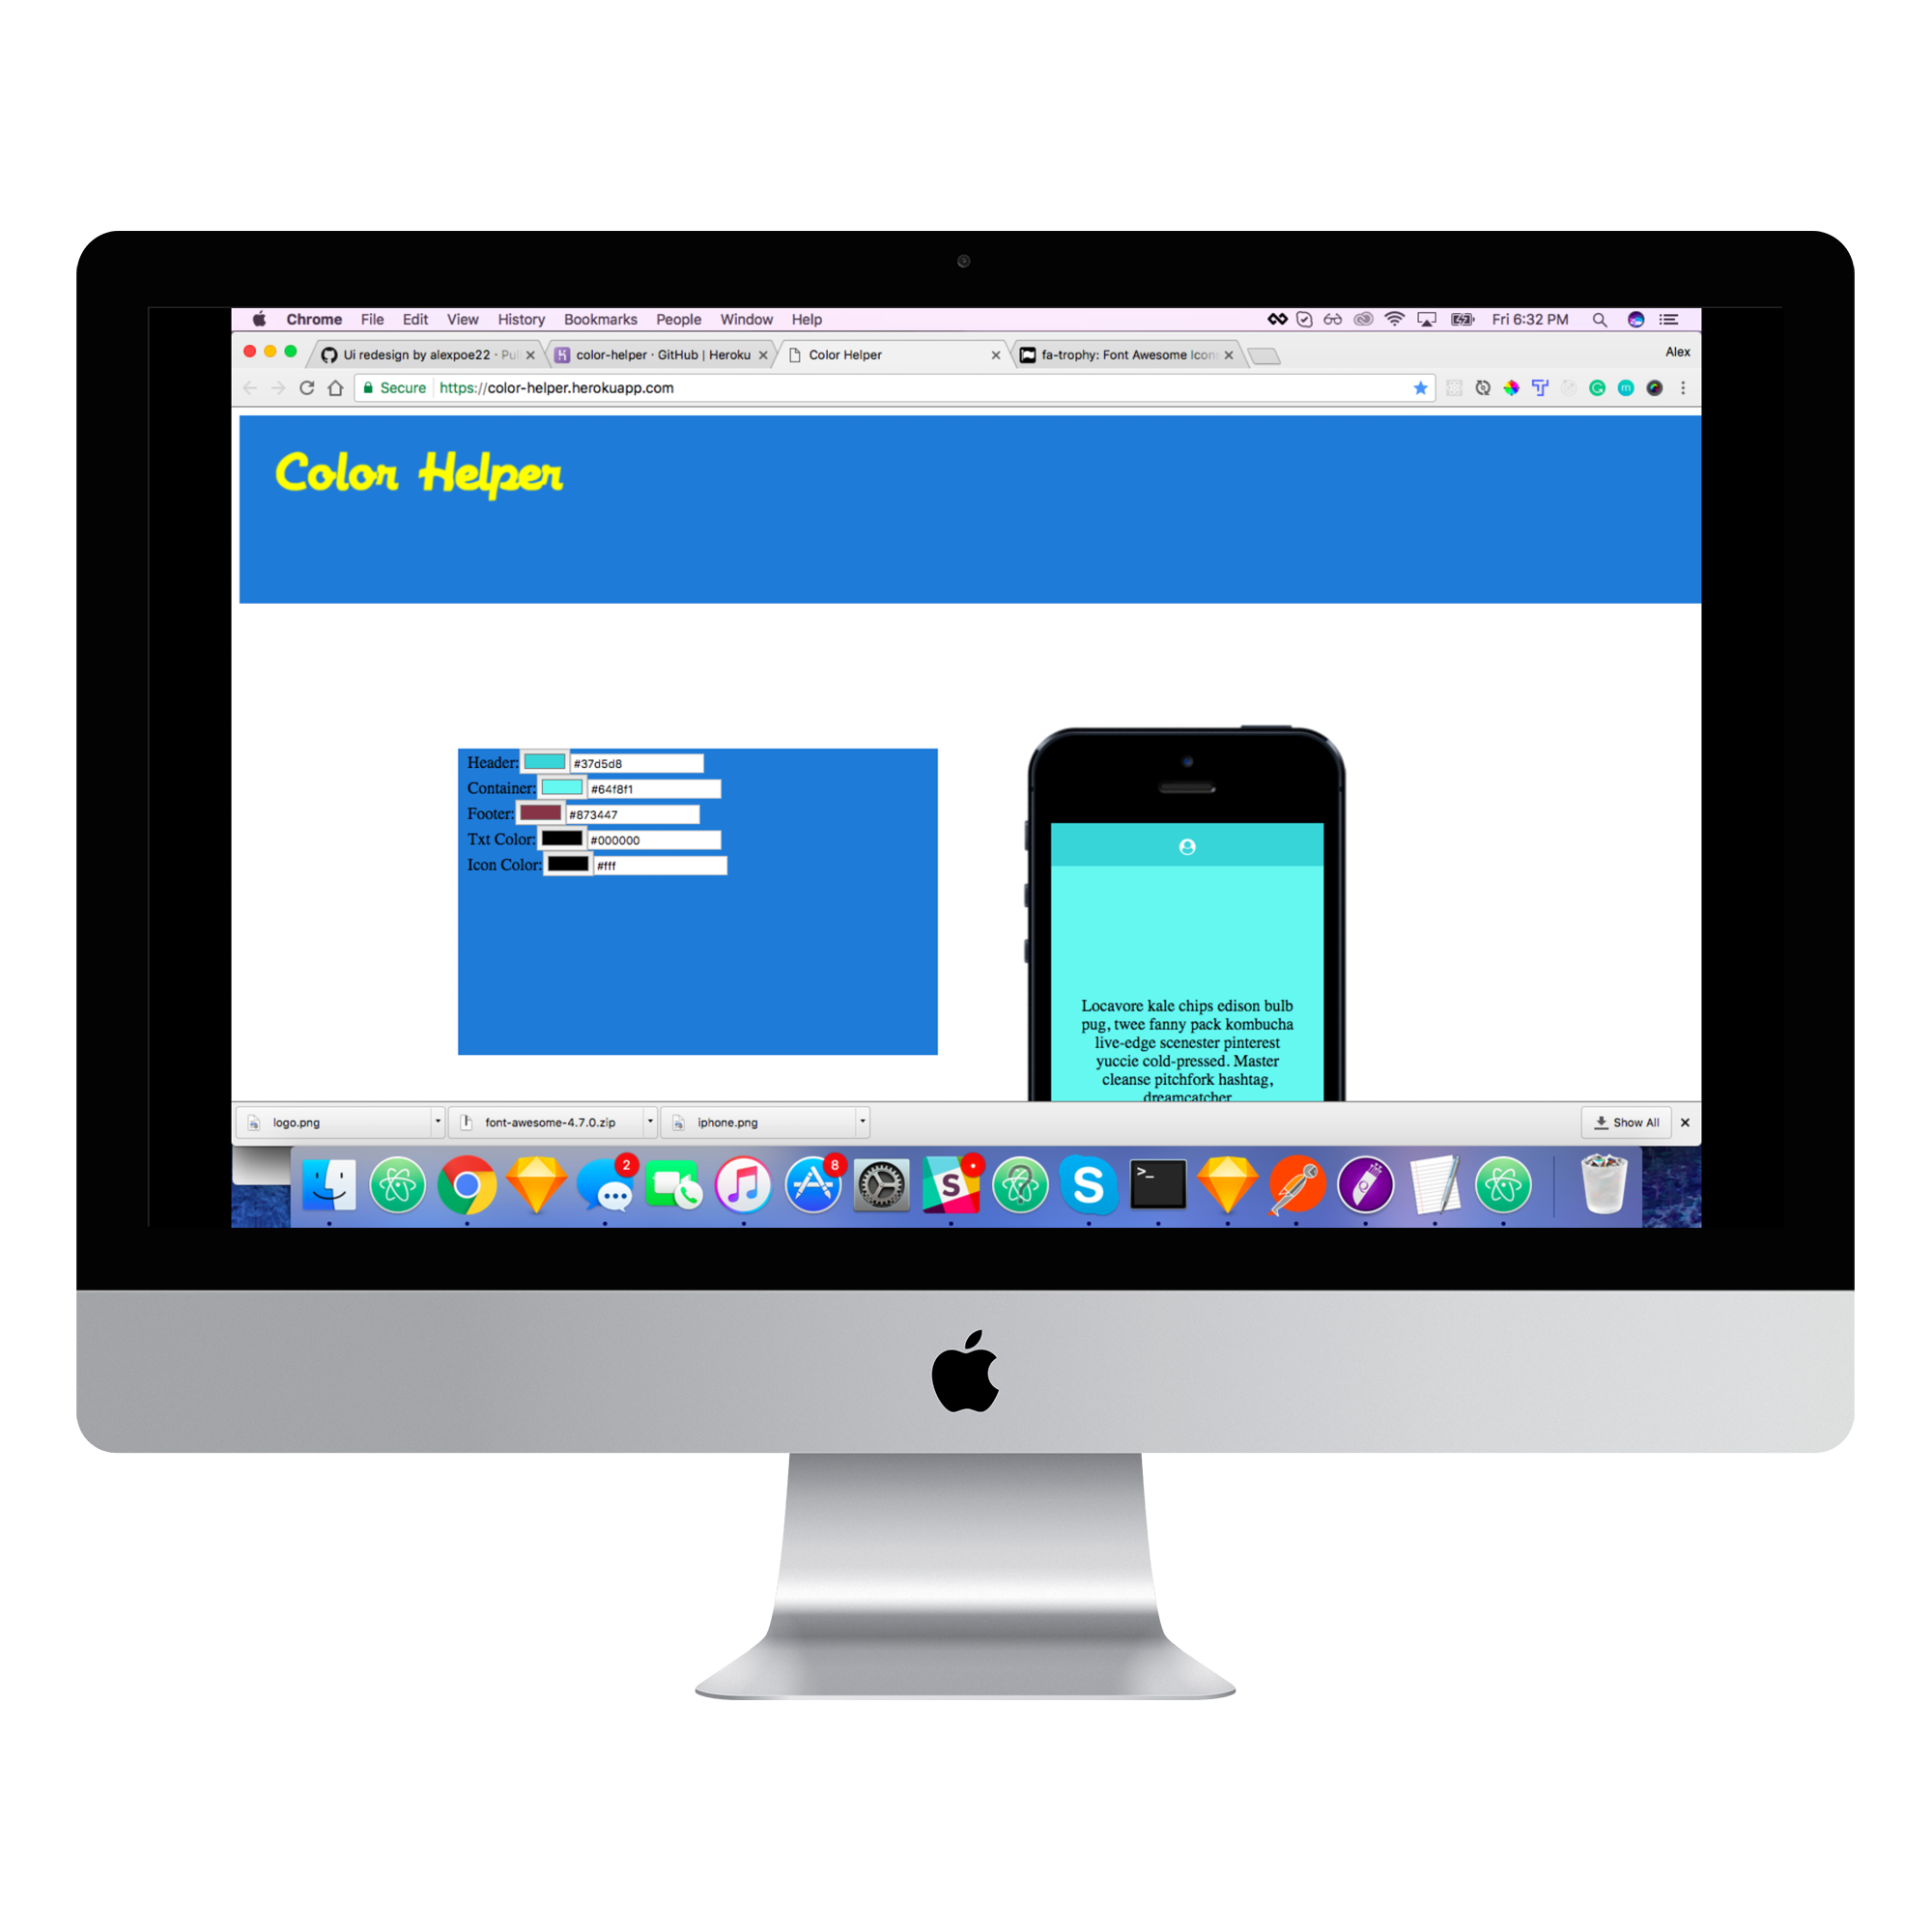 Chrome File Edit View History Bookmarks People Window Help Fri 6:32 PM
Ui redesign by alexpoe22 · Pul color-helper · GitHub | Heroku Color Helper fa-trophy: Font Awesome Icon Alex
Secure https://color-helper.herokuapp.com
Color Helper
Header: #37d5d8
Container: #64f8f1
Footer: #873447
Txt Color: #000000
Icon Color: #fff
Locavore kale chips edison bulb
pug, twee fanny pack kombucha
live-edge scenester pinterest
yuccie cold-pressed. Master
cleanse pitchfork hashtag,
dreamcatcher
logo.png font-awesome-4.7.0.zip iphone.png Show All
2 8 S S >_